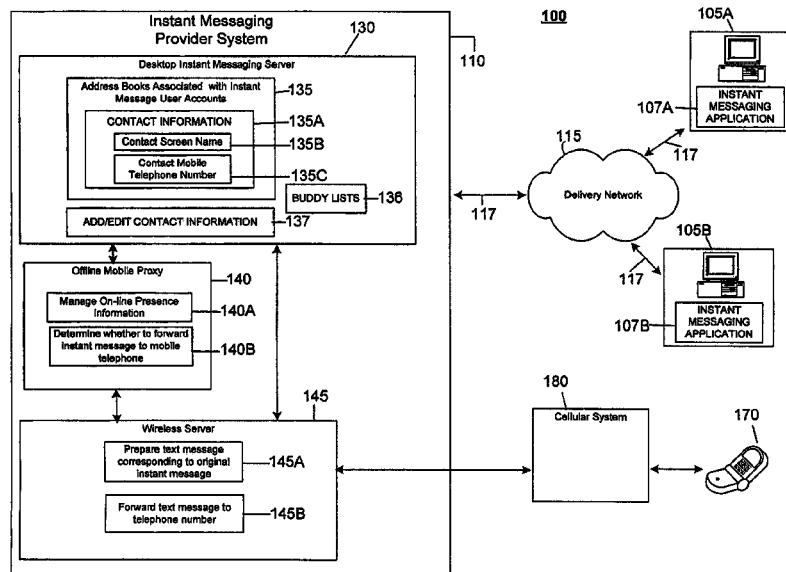 Instant Messaging
Provider System
130
110
Desktop Instant Messaging Server
Address Books Associated with Instant
Message User Accounts
135
CONTACT INFORMATION
135A
Contact Screen Name
135B
Contact Mobile
Telephone Number
135C
BUDDY LISTS
136
ADD/EDIT CONTACT INFORMATION
137
Offline Mobile Proxy
140
Manage On-line Presence
Information
140A
Determine whether to forward
instant message to mobile
telephone
140B
145
Wireless Server
Prepare text message
corresponding to original
instant message
145A
Forward text message to
telephone number
145B
100
105A
INSTANT
MESSAGING
APPLICATION
107A
115
117
Delivery Network
117
105B
117
INSTANT
MESSAGING
APPLICATION
107B
180
Cellular System
170